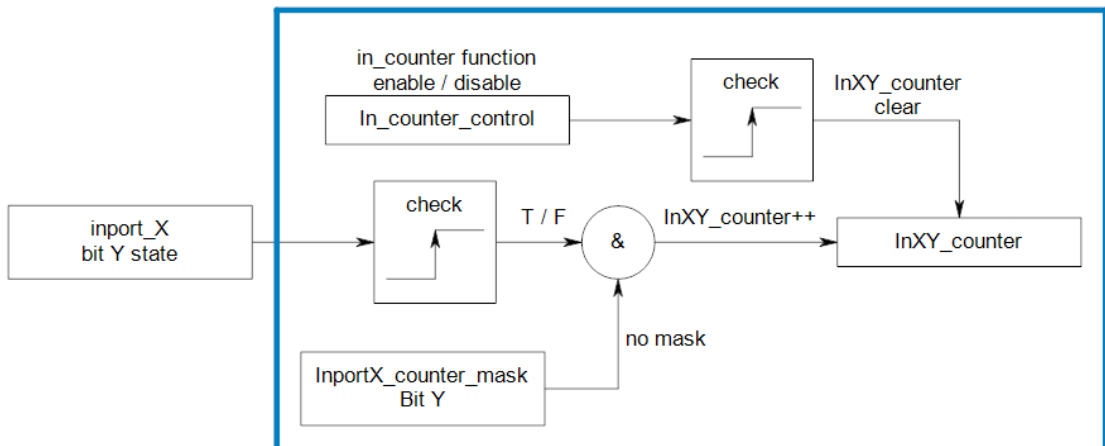 in_counter function
enable / disable
In_counter_control
check
InXY_counter
clear
inport_X
bit Y state
check
T / F
&
InXY_counter++
InXY_counter
no mask
InportX_counter_mask
Bit Y